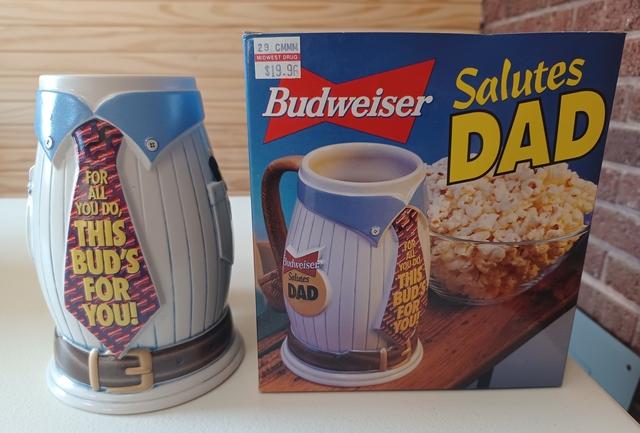 FOR
ALL
YOU DO,
THIS
BUD'S
FOR
YOU!
29 CMMM
MIDWEST DRUG
$19.96
Budweiser
Salutes
DAD
Budweiser
Salutes
DAD
FOR
ALL
YOU DO,
THIS
BUD'S
FOR
YOU!